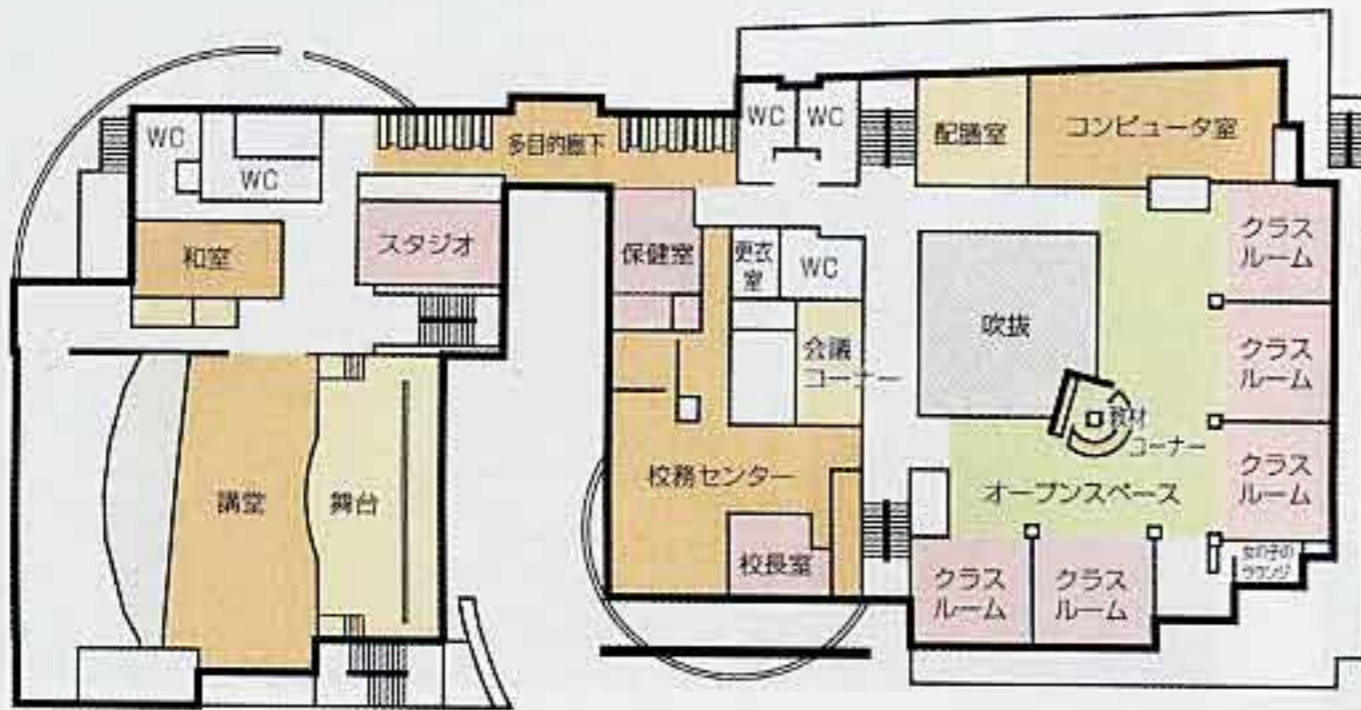 WC
WC
多目的廊下
WC
WC
配膳室
コンピュータ室
和室
スタジオ
保健室
更衣
室
WC
クラス
ルーム
吹抜
会議
コーナー
クラス
ルーム
教材
コーナー
講堂
舞台
校務センター
オープンスペース
クラス
ルーム
校長室
クラス
ルーム
クラス
ルーム
女の子の
ラウンジ